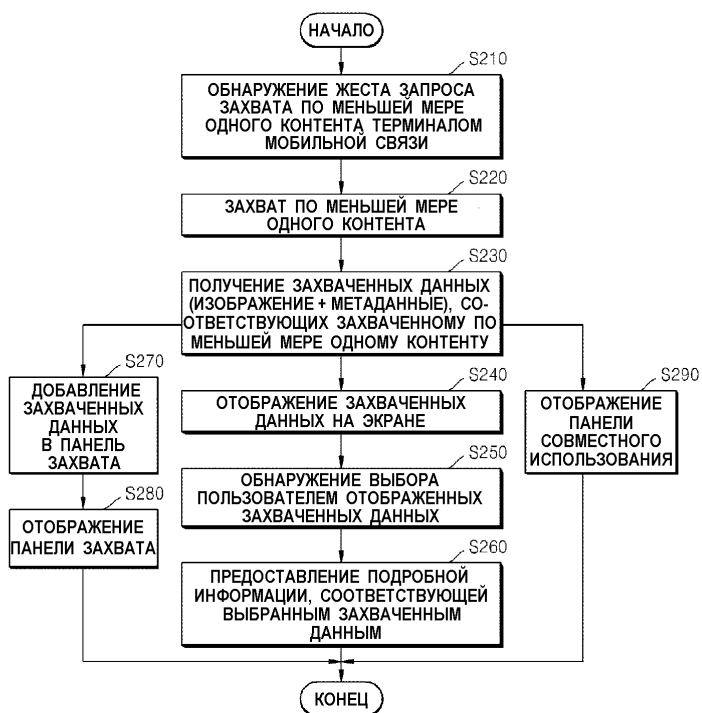 НАЧАЛО
S210
ОБНАРУЖЕНИЕ ЖЕСТА ЗАПРОСА
ЗАХВАТА ПО МЕНЬШЕЙ МЕРЕ
ОДНОГО КОНТЕНТА ТЕРМИНАЛОМ
МОБИЛЬНОЙ СВЯЗИ
S220
ЗАХВАТ ПО МЕНЬШЕЙ МЕРЕ
ОДНОГО КОНТЕНТА
S230
ПОЛУЧЕНИЕ ЗАХВАЧЕННЫХ ДАННЫХ
(ИЗОБРАЖЕНИЕ + МЕТАДАННЫЕ), СО-
ОТВЕТСТВУЮЩИХ ЗАХВАЧЕННОМУ ПО
МЕНЬШЕЙ МЕРЕ ОДНОМУ КОНТЕНТУ
S270
ДОБАВЛЕНИЕ
ЗАХВАЧЕННЫХ
ДАННЫХ
В ПАНЕЛЬ
ЗАХВАТА
S280
ОТОБРАЖЕНИЕ
ПАНЕЛИ ЗАХВАТА
S240
ОТОБРАЖЕНИЕ ЗАХВАЧЕННЫХ
ДАННЫХ НА ЭКРАНЕ
S250
ОБНАРУЖЕНИЕ ВЫБОРА
ПОЛЬЗОВАТЕЛЕМ ОТОБРАЖЕННЫХ
ЗАХВАЧЕННЫХ ДАННЫХ
S260
ПРЕДОСТАВЛЕНИЕ ПОДРОБНОЙ
ИНФОРМАЦИИ, СООТВЕТСТВУЮЩЕЙ
ВЫБРАННЫМ ЗАХВАЧЕННЫМ
ДАННЫМ
S290
ОТОБРАЖЕНИЕ
ПАНЕЛИ
СОВМЕСТНОГО
ИСПОЛЬЗОВАНИЯ
КОНЕЦ